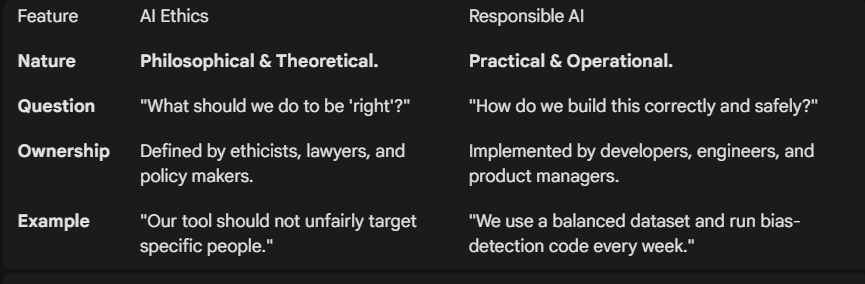 Feature AI Ethics Responsible AI
Nature Philosophical & Theoretical. Practical & Operational.
Question "What should we do to be 'right'?" "How do we build this correctly and safely?"
Ownership Defined by ethicists, lawyers, and Implemented by developers, engineers, and
policy makers. product managers.
Example "Our tool should not unfairly target "We use a balanced dataset and run bias-
specific people." detection code every week."